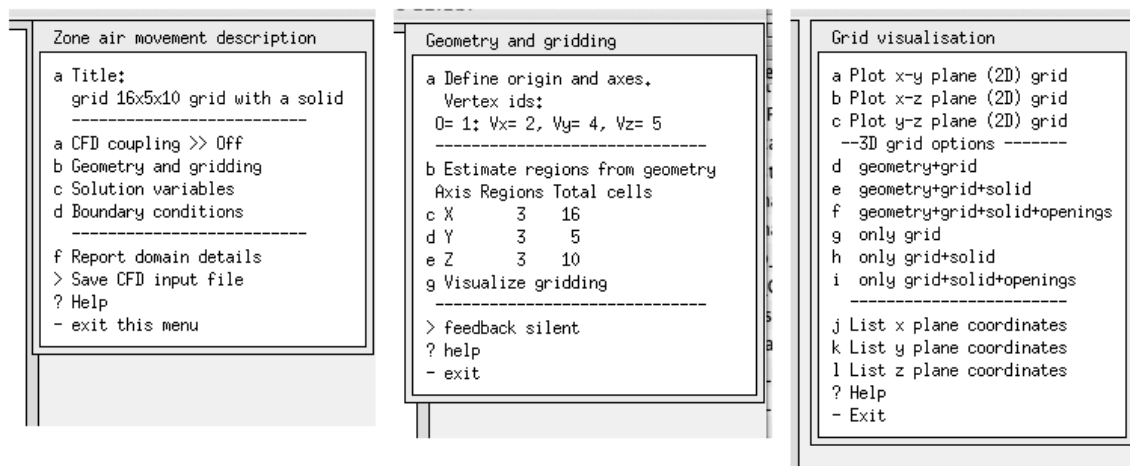 Zone air movement description
a Title:
grid 16x5x10 grid with a solid
--------------------------
a CFD coupling >> Off
b Geometry and gridding
c Solution variables
d Boundary conditions
--------------------------
f Report domain details
> Save CFD input file
? Help
- exit this menu
Geometry and gridding
a Define origin and axes.
Vertex ids:
O= 1: Vx= 2, Vy= 4, Vz= 5
------------------------------
b Estimate regions from geometry
Axis Regions Total cells
c X 3 16
d Y 3 5
e Z 3 10
g Visualize gridding
------------------------------
> feedback silent
? help
- exit
Grid visualisation
a Plot x-y plane (2D) grid
b Plot x-z plane (2D) grid
c Plot y-z plane (2D) grid
--3D grid options -------
d geometry+grid
e geometry+grid+solid
f geometry+grid+solid+openings
g only grid
h only grid+solid
i only grid+solid+openings
------------------------
j List x plane coordinates
k List y plane coordinates
l List z plane coordinates
? Help
- Exit